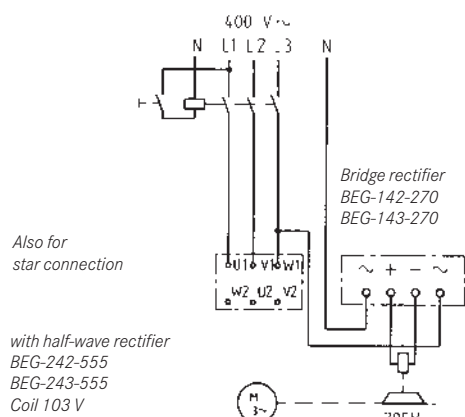 400 V ~
N L1 L2 L3 N
Bridge rectifier
BEG-142-270
BEG-143-270
Also for
star connection
U1 V1 W1
W2 U2 V2
~ + - ~
with half-wave rectifier
BEG-242-555
BEG-243-555
Coil 103 V
M
3~